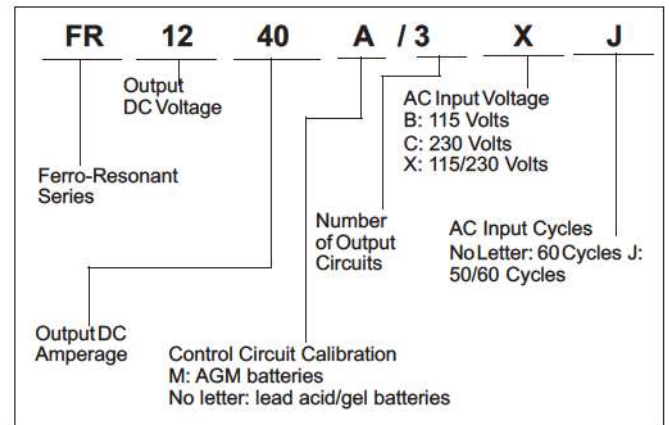 FR 12 40 A / 3 X J
Output
DC Voltage
AC Input Voltage
B: 115 Volts
C: 230 Volts
X: 115/230 Volts
Ferro-Resonant
Series
Number
of Output
Circuits
AC Input Cycles
No Letter: 60 Cycles J:
50/60 Cycles
Output DC
Amperage
Control Circuit Calibration
M: AGM batteries
No letter: lead acid/gel batteries